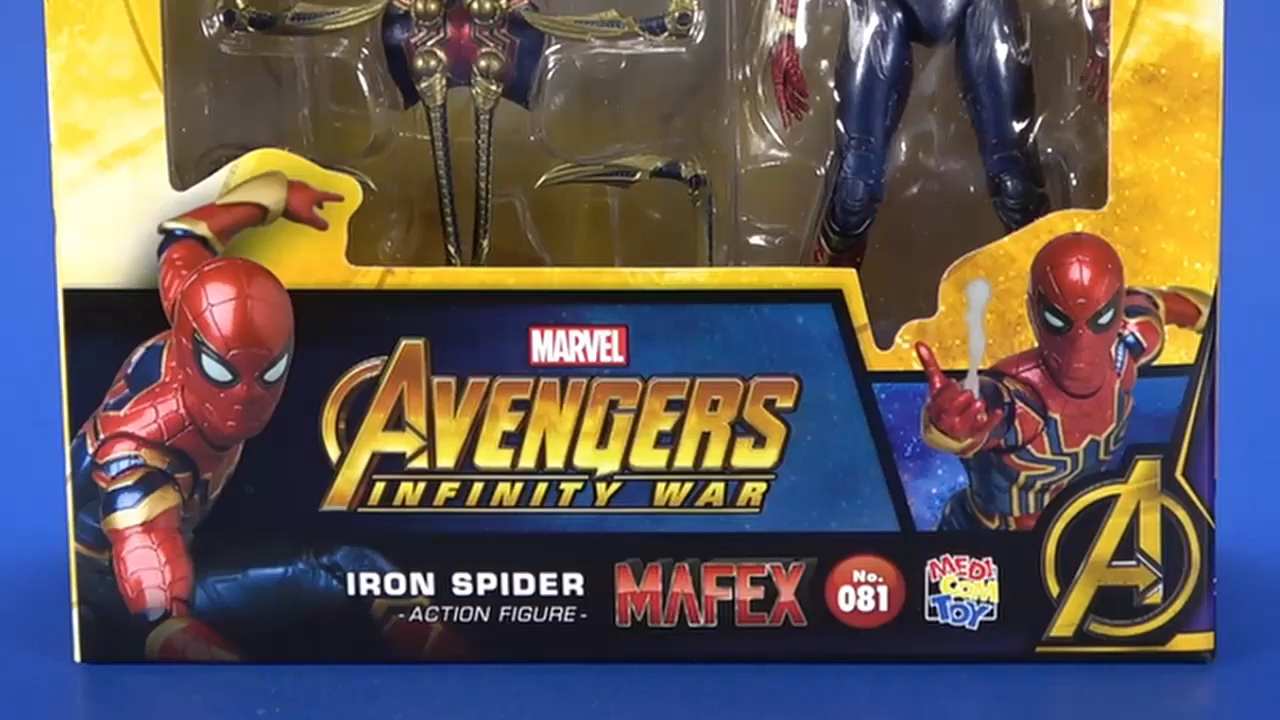 MARVEL
AVENGERS
INFINITY WAR
IRON SPIDER
-ACTION FIGURE-
MAFEX
No.
081
MEDI
COM
TOY